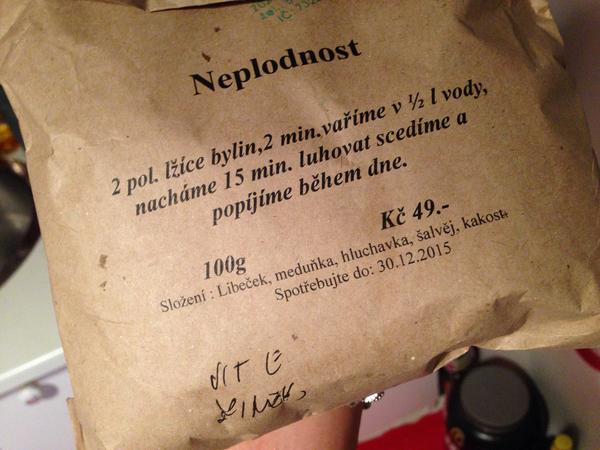 Neplodnost
2 pol. lžíce bylin,2 min.vaříme v ½ l vody,
nacháme 15 min. luhovat scedíme a
popíjíme během dne.
Kč 49.-
100g
Složení : Libeček, meduňka, hluchavka, šalvěj, kakost.
Spotřebujte do: 30.12.2015